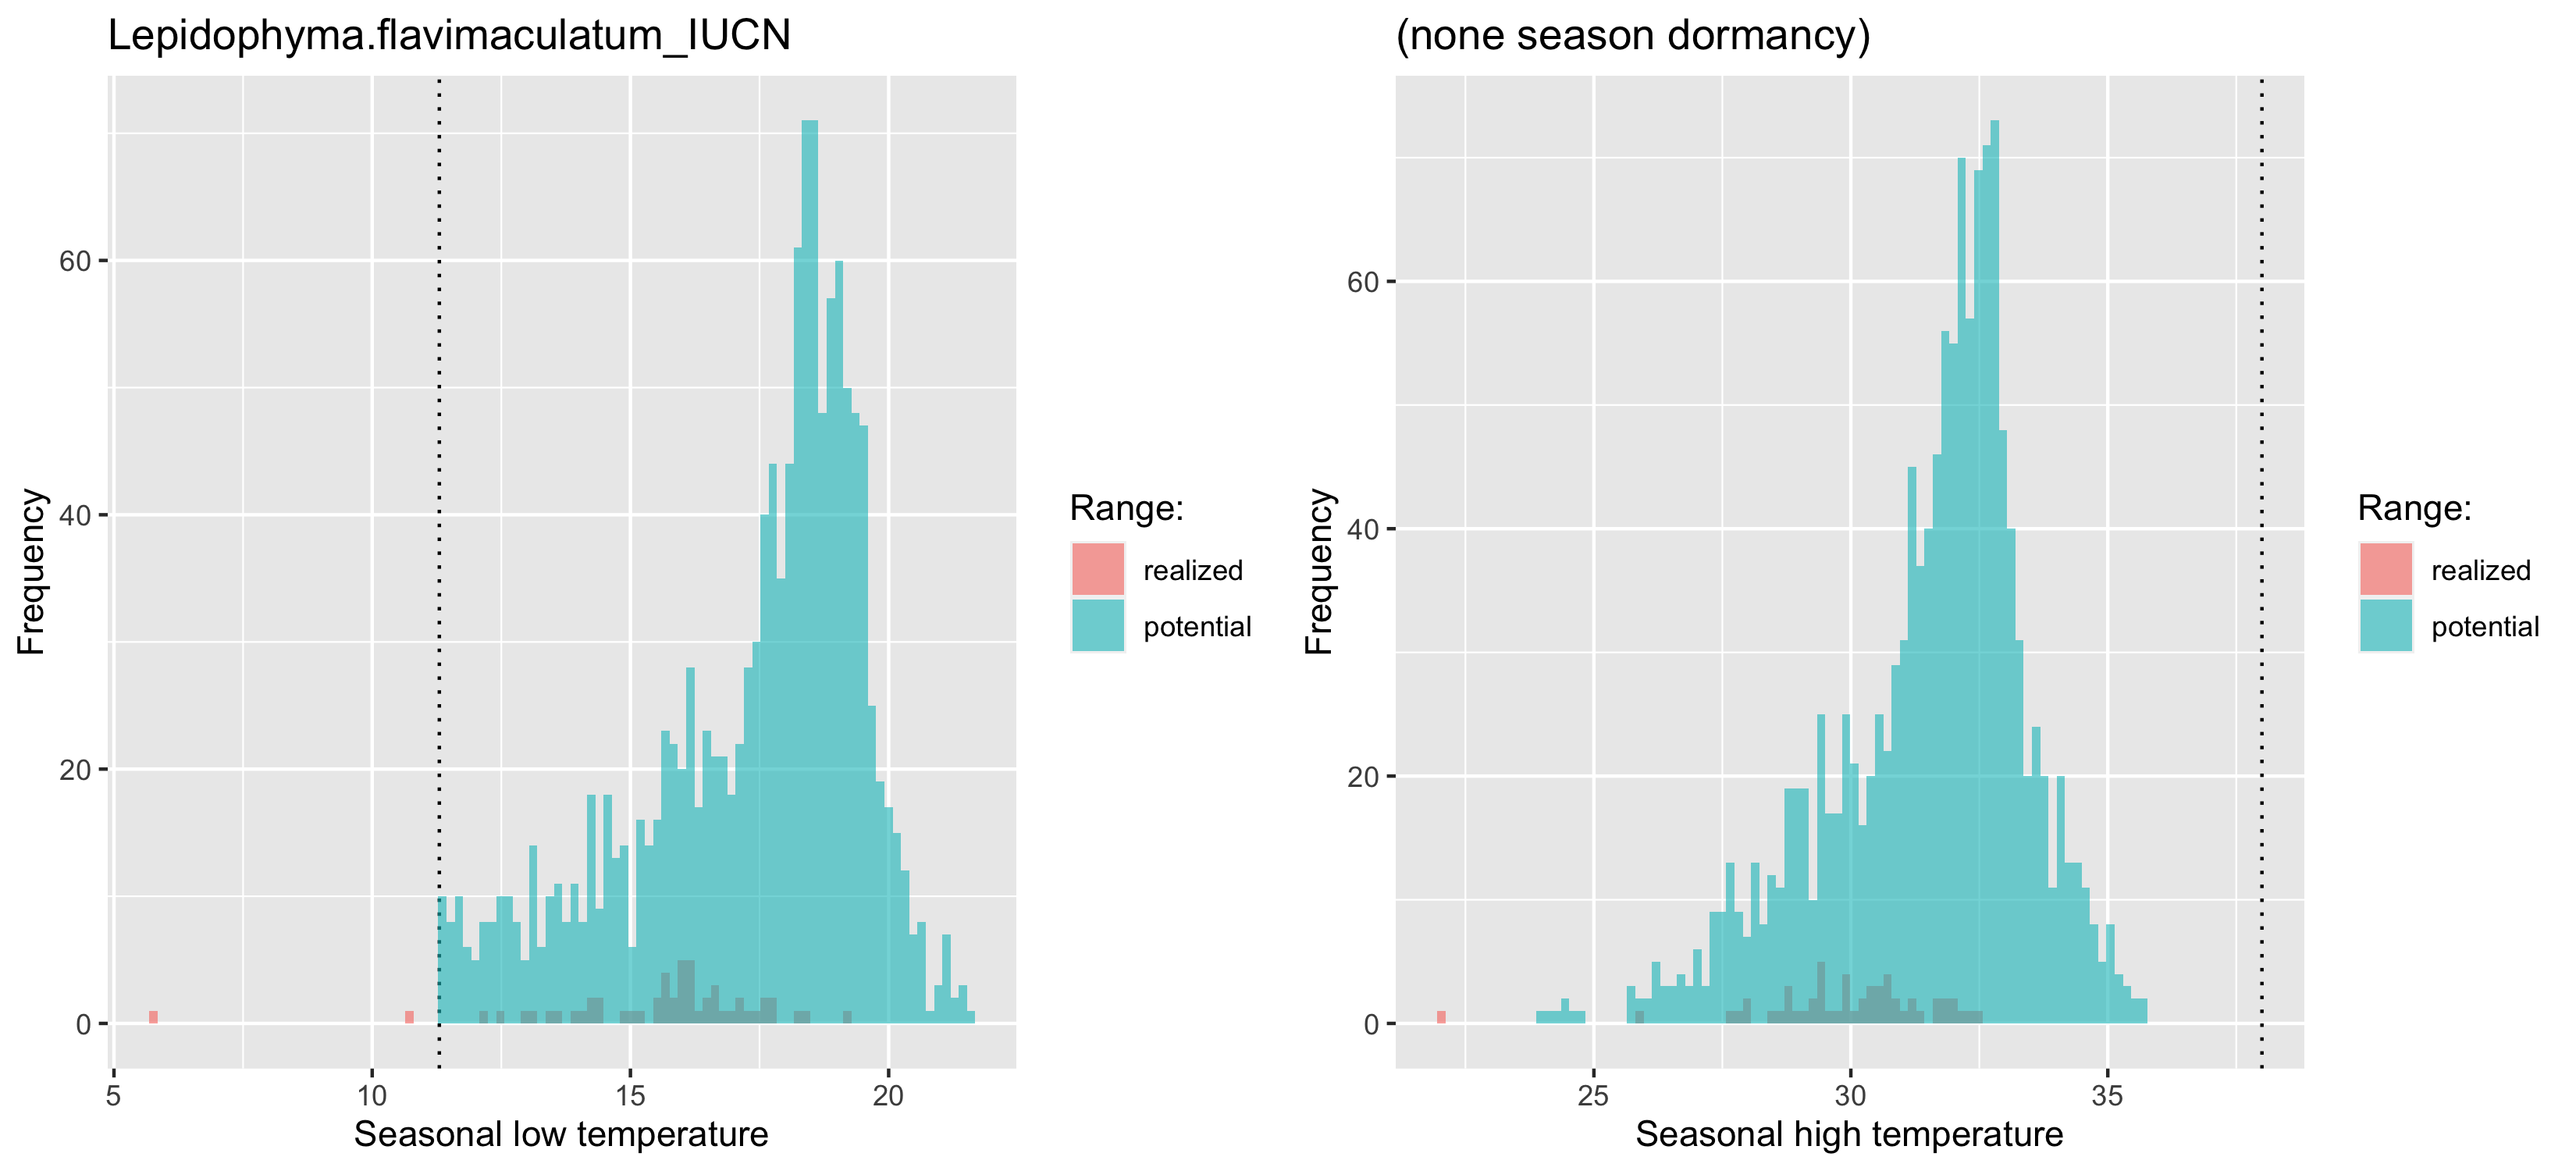 Lepidophyma.flavimaculatum_IUCN
Frequency
60
40
20
0
5 10 15 20
Seasonal low temperature
Range:
realized
potential
(none season dormancy)
Frequency
60
40
20
0
25 30 35
Seasonal high temperature
Range:
realized
potential